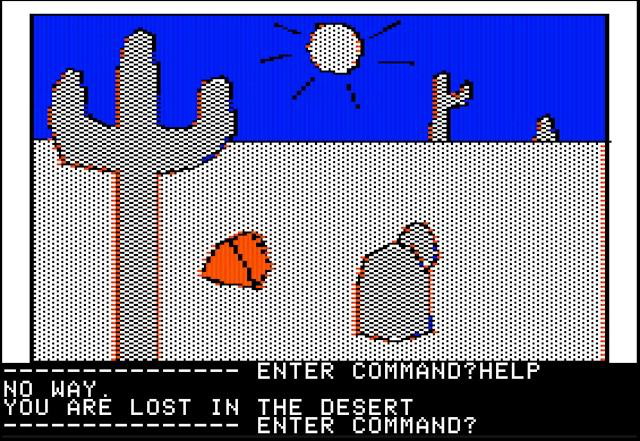 --------------- ENTER COMMAND?HELP
NO WAY.
YOU ARE LOST IN THE DESERT
--------------- ENTER COMMAND?